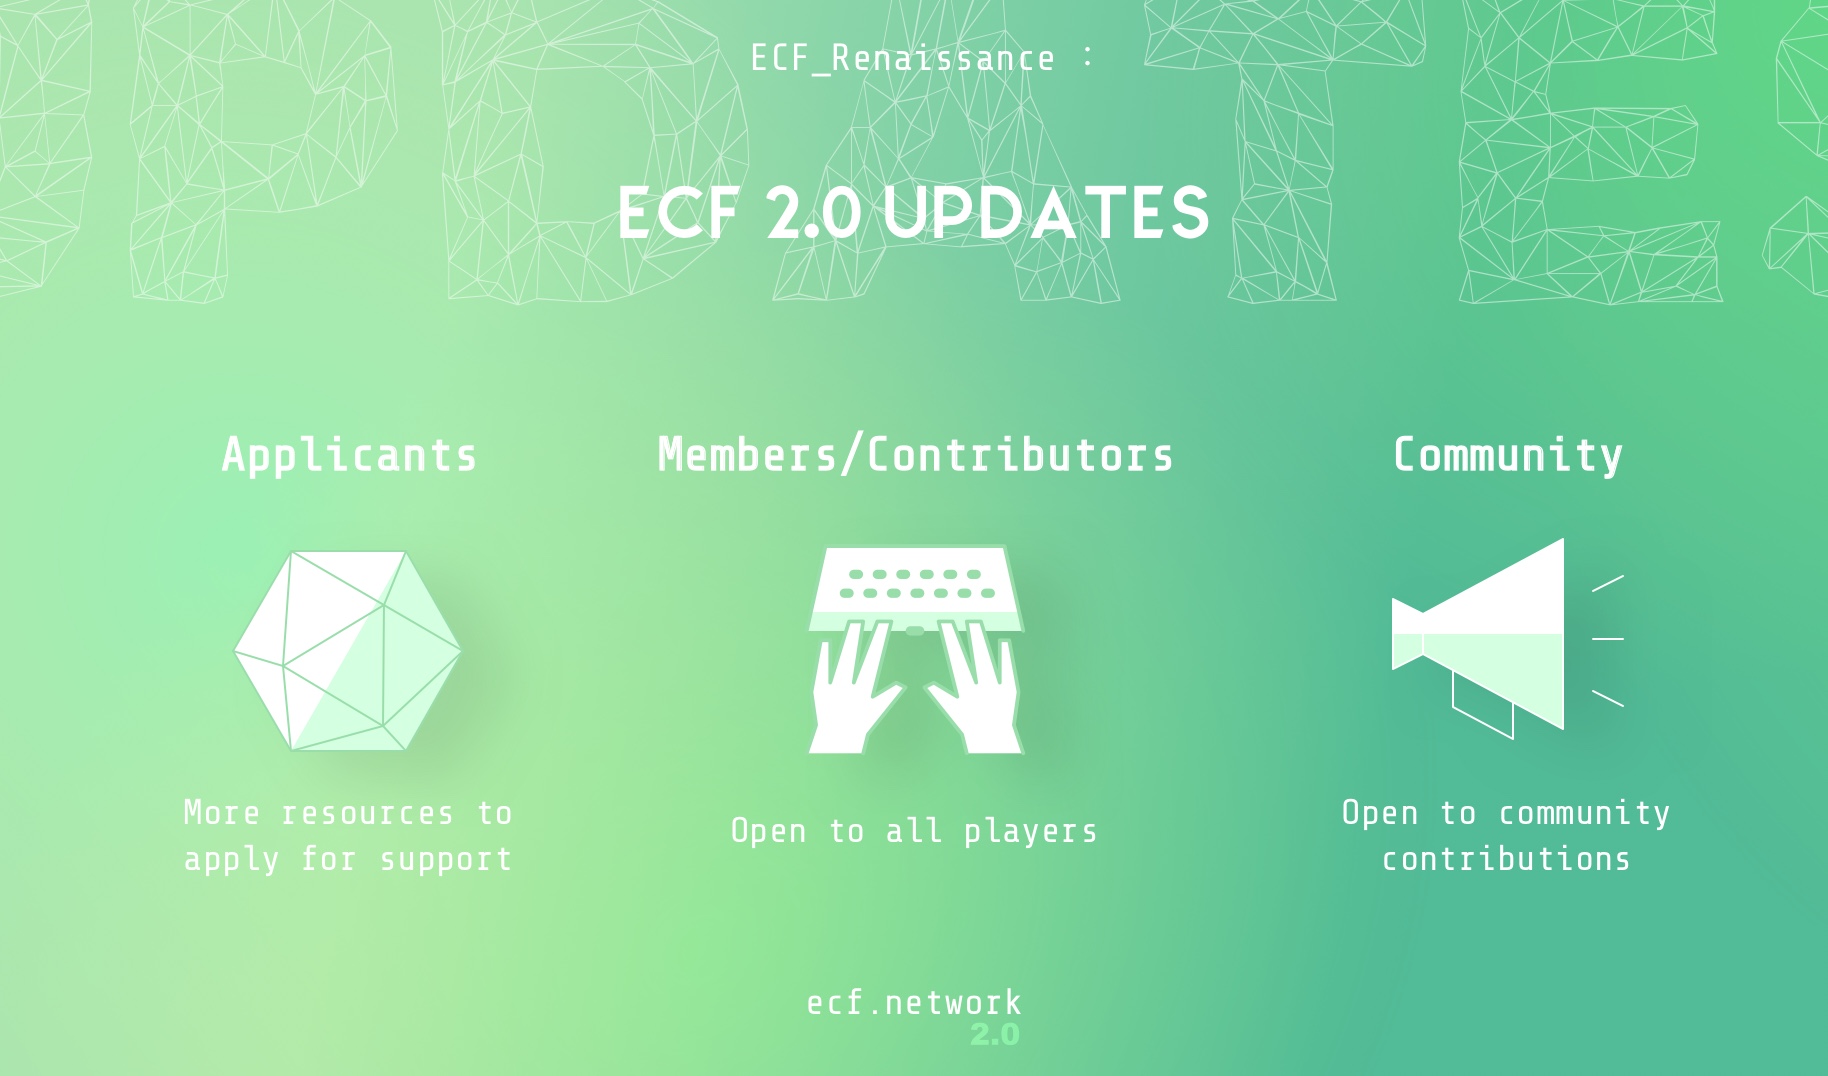 UPDATES
ECF_Renaissance :
ECF 2.0 UPDATES
Applicants
Members/Contributors
Community
More resources to
apply for support
Open to all players
Open to community
contributions
ecf.network
2.0